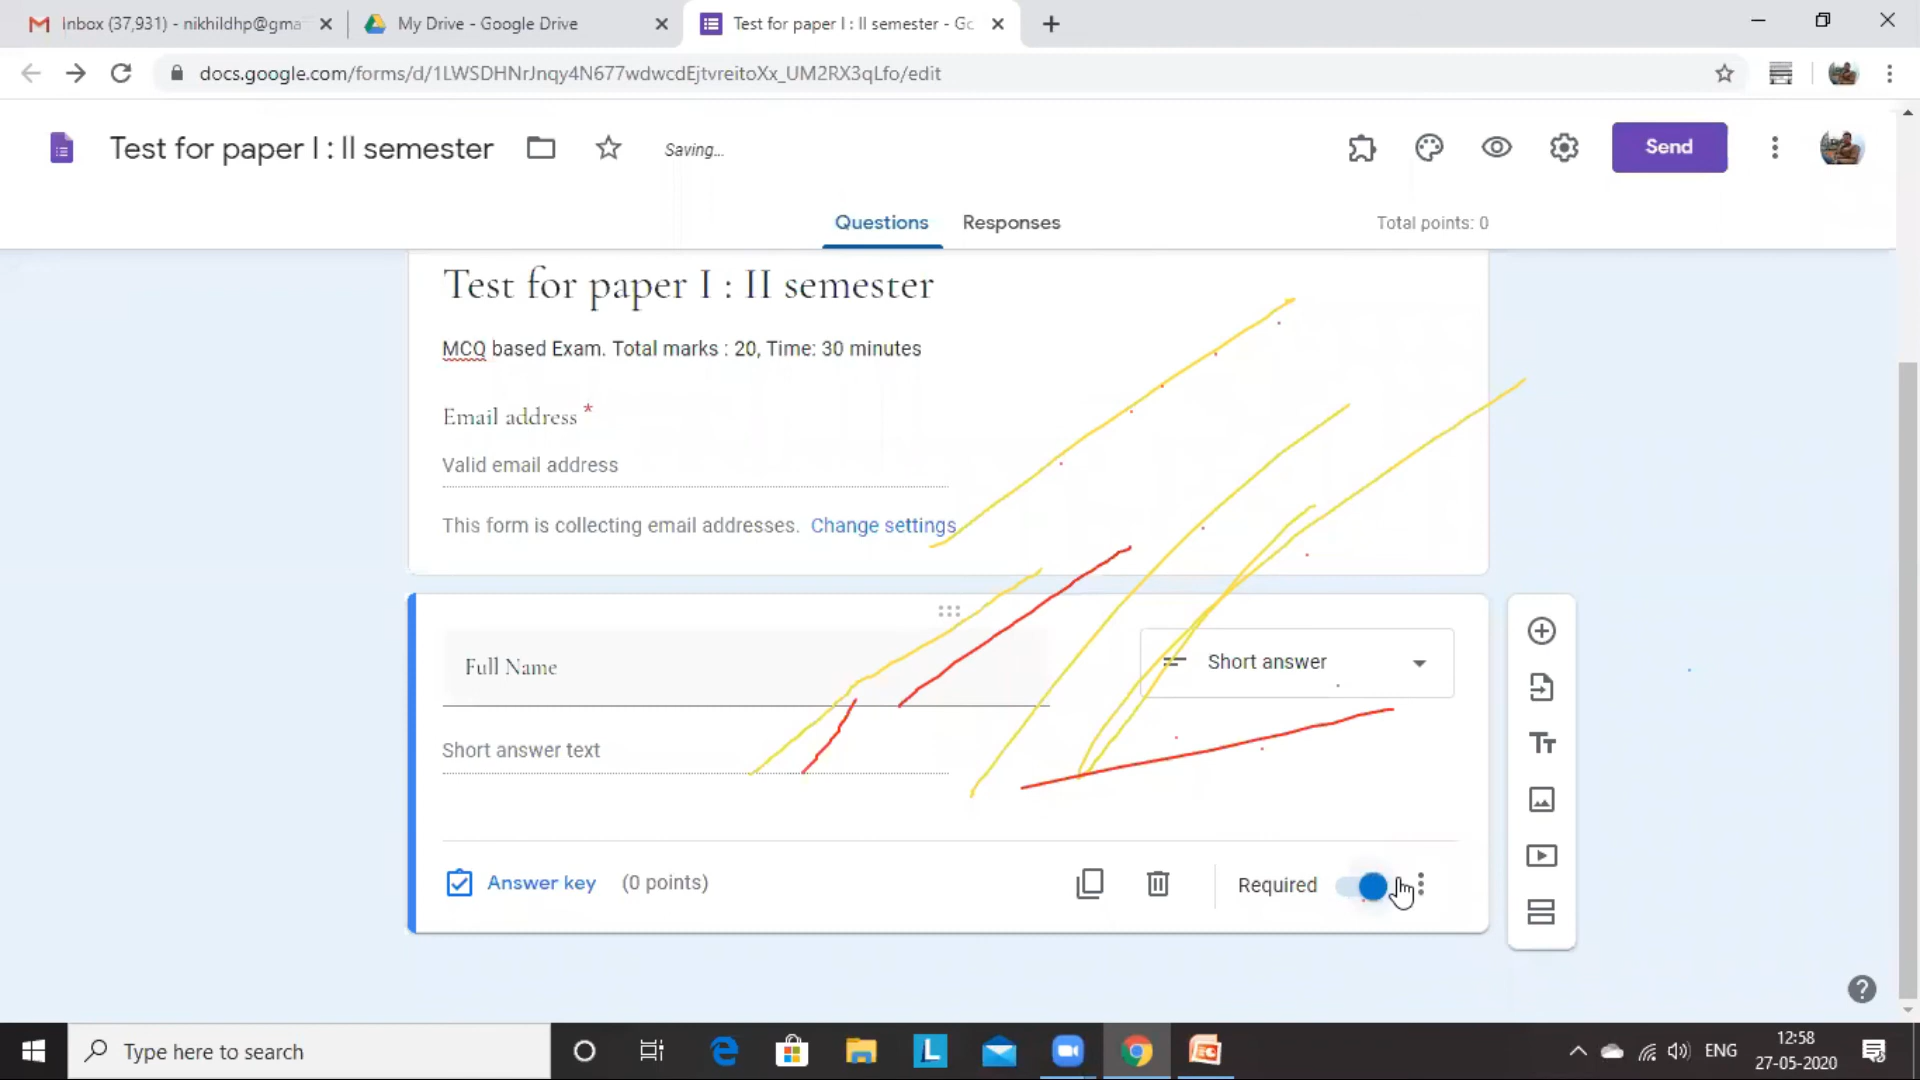 Inbox (37,931) - nikhildhp@gma
My Drive - Google Drive
Test for paper I : II semester - Go
docs.google.com/forms/d/1LWSDHNrJnqy4N677wdwcdEjtvreitoXx_UM2RX3qLfo/edit
Test for paper I : II semester
Saving...
Send
Questions
Responses
Total points: 0
Test for paper I : II semester
MCQ based Exam. Total marks : 20, Time: 30 minutes
Email address *
Valid email address
This form is collecting email addresses. Change settings
Full Name
Short answer
Short answer text
Answer key (0 points)
Required
Type here to search
ENG
12:58
27-05-2020